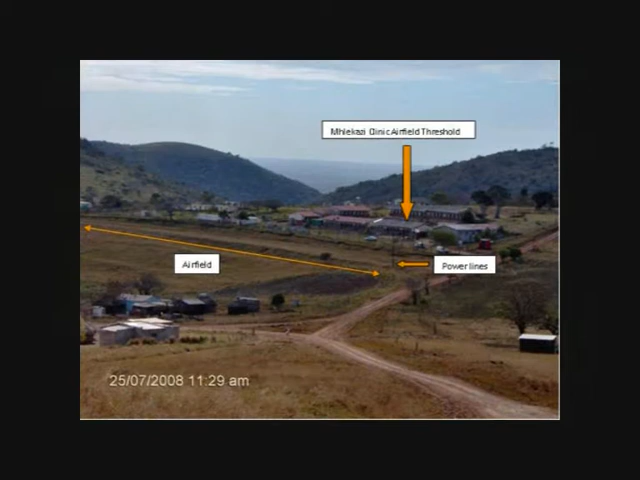 Mhlekazi Clinic Airfield Threshold
Airfield
Power lines
25/07/2008 11:29 am